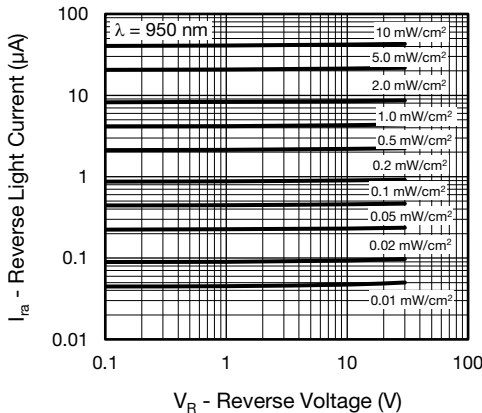 100
λ = 950 nm
10 mW/cm²
5.0 mW/cm²
2.0 mW/cm²
10
1.0 mW/cm²
0.5 mW/cm²
1
0.2 mW/cm²
0.1 mW/cm²
0.05 mW/cm²
0.1
0.02 mW/cm²
0.01 mW/cm²
0.01
0.1
1
10
100
V_R - Reverse Voltage (V)
I_ra - Reverse Light Current (µA)